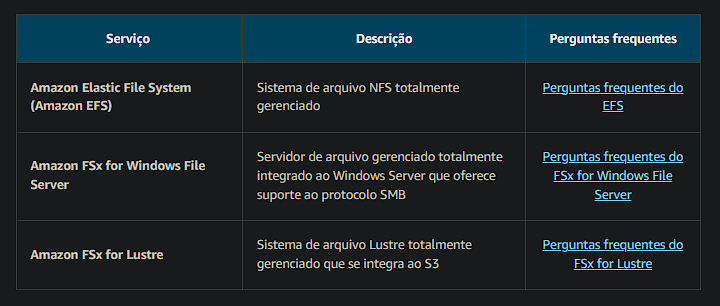 Serviço
Descrição
Perguntas frequentes
Amazon Elastic File System
(Amazon EFS)
Sistema de arquivo NFS totalmente
gerenciado
Perguntas frequentes do
EFS
Amazon FSx for Windows File
Server
Servidor de arquivo gerenciado totalmente
integrado ao Windows Server que oferece
suporte ao protocolo SMB
Perguntas frequentes do
FSx for Windows File
Server
Amazon FSx for Lustre
Sistema de arquivo Lustre totalmente
gerenciado que se integra ao S3
Perguntas frequentes do
FSx for Lustre